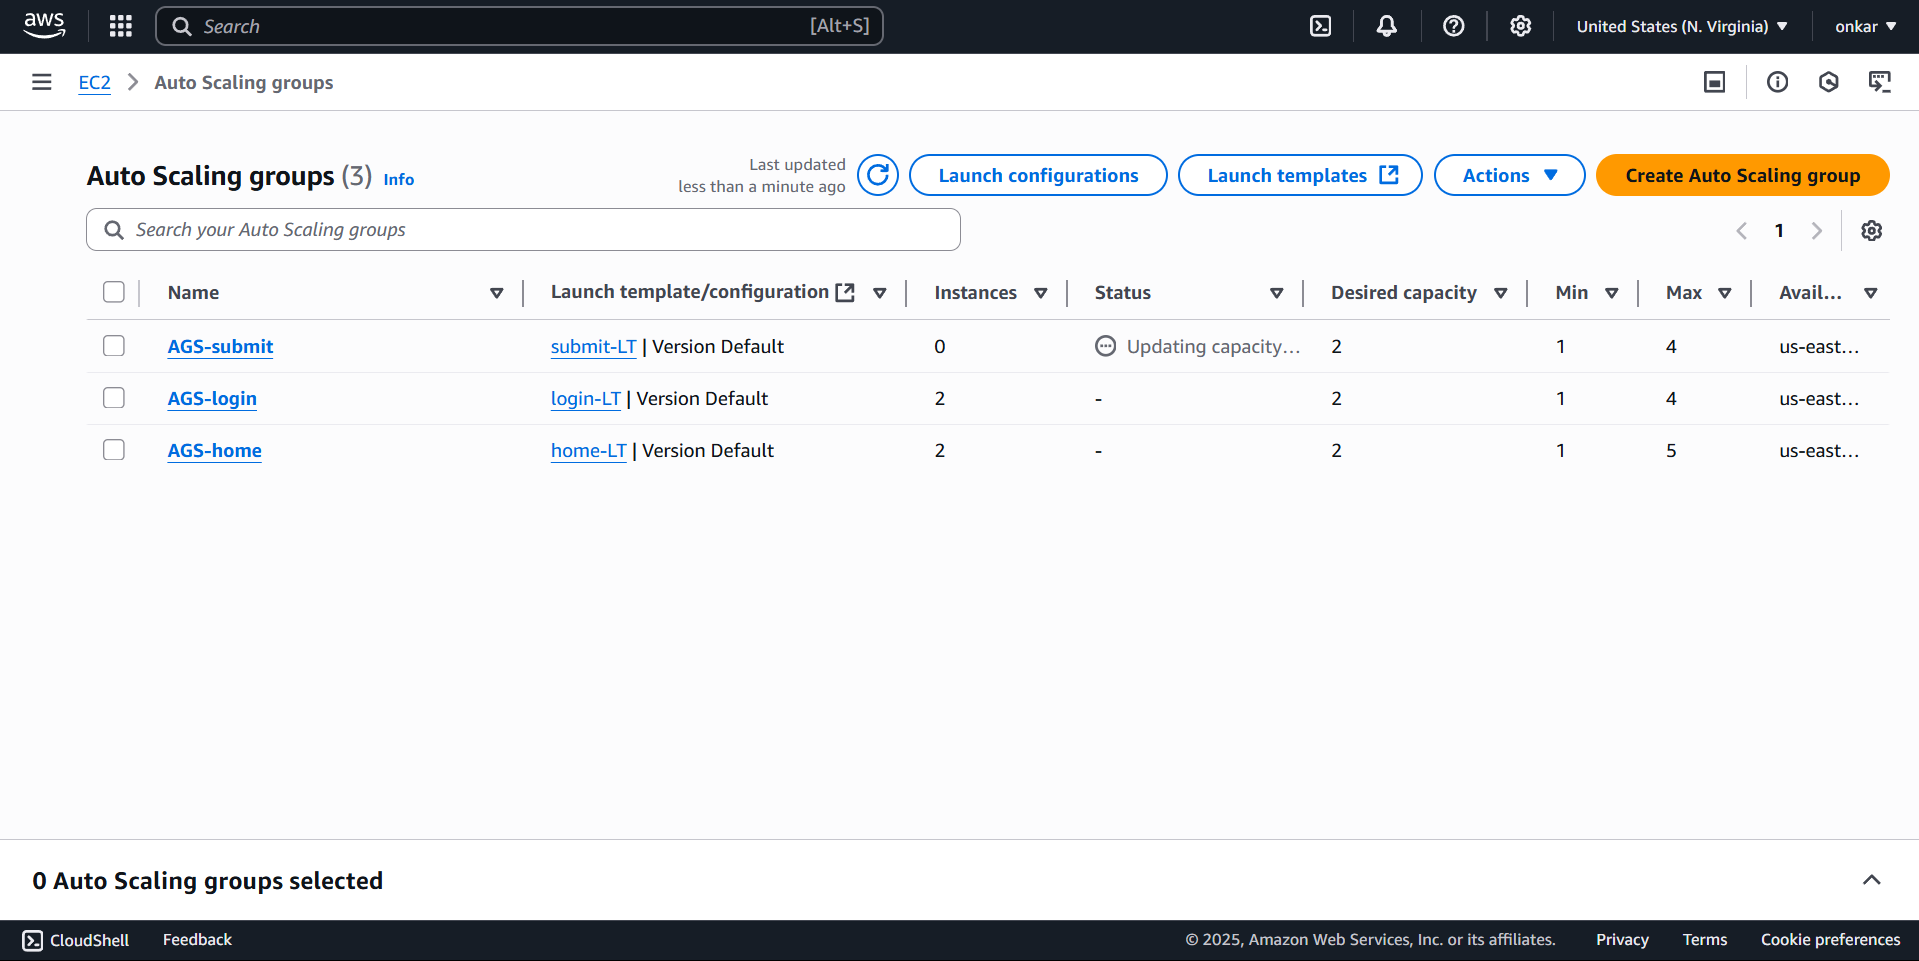 aws Search [Alt+S] United States (N. Virginia) onkar
EC2 Auto Scaling groups
Auto Scaling groups (3) Info
Last updated
less than a minute ago
Launch configurations Launch templates Actions Create Auto Scaling group
Search your Auto Scaling groups 1
Name Launch template/configuration Instances Status Desired capacity Min Max Avail...
AGS-submit submit-LT | Version Default 0 Updating capacity... 2 1 4 us-east...
AGS-login login-LT | Version Default 2 - 2 1 4 us-east...
AGS-home home-LT | Version Default 2 - 2 1 5 us-east...
0 Auto Scaling groups selected
CloudShell Feedback © 2025, Amazon Web Services, Inc. or its affiliates. Privacy Terms Cookie preferences